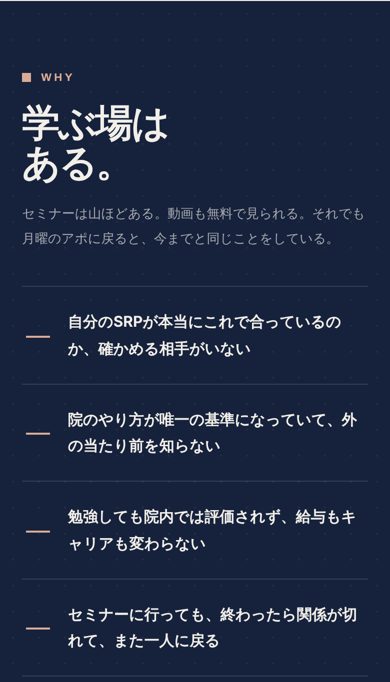 WHY
学ぶ場は
ある。
セミナーは山ほどある。動画も無料で見られる。それでも
月曜のアポに戻ると、今までと同じことをしている。
自分のSRPが本当にこれで合っているの
か、確かめる相手がいない
院のやり方が唯一の基準になっていて、外
の当たり前を知らない
勉強しても院内では評価されず、給与もキ
ャリアも変わらない
セミナーに行っても、終わったら関係が切
れて、また一人に戻る